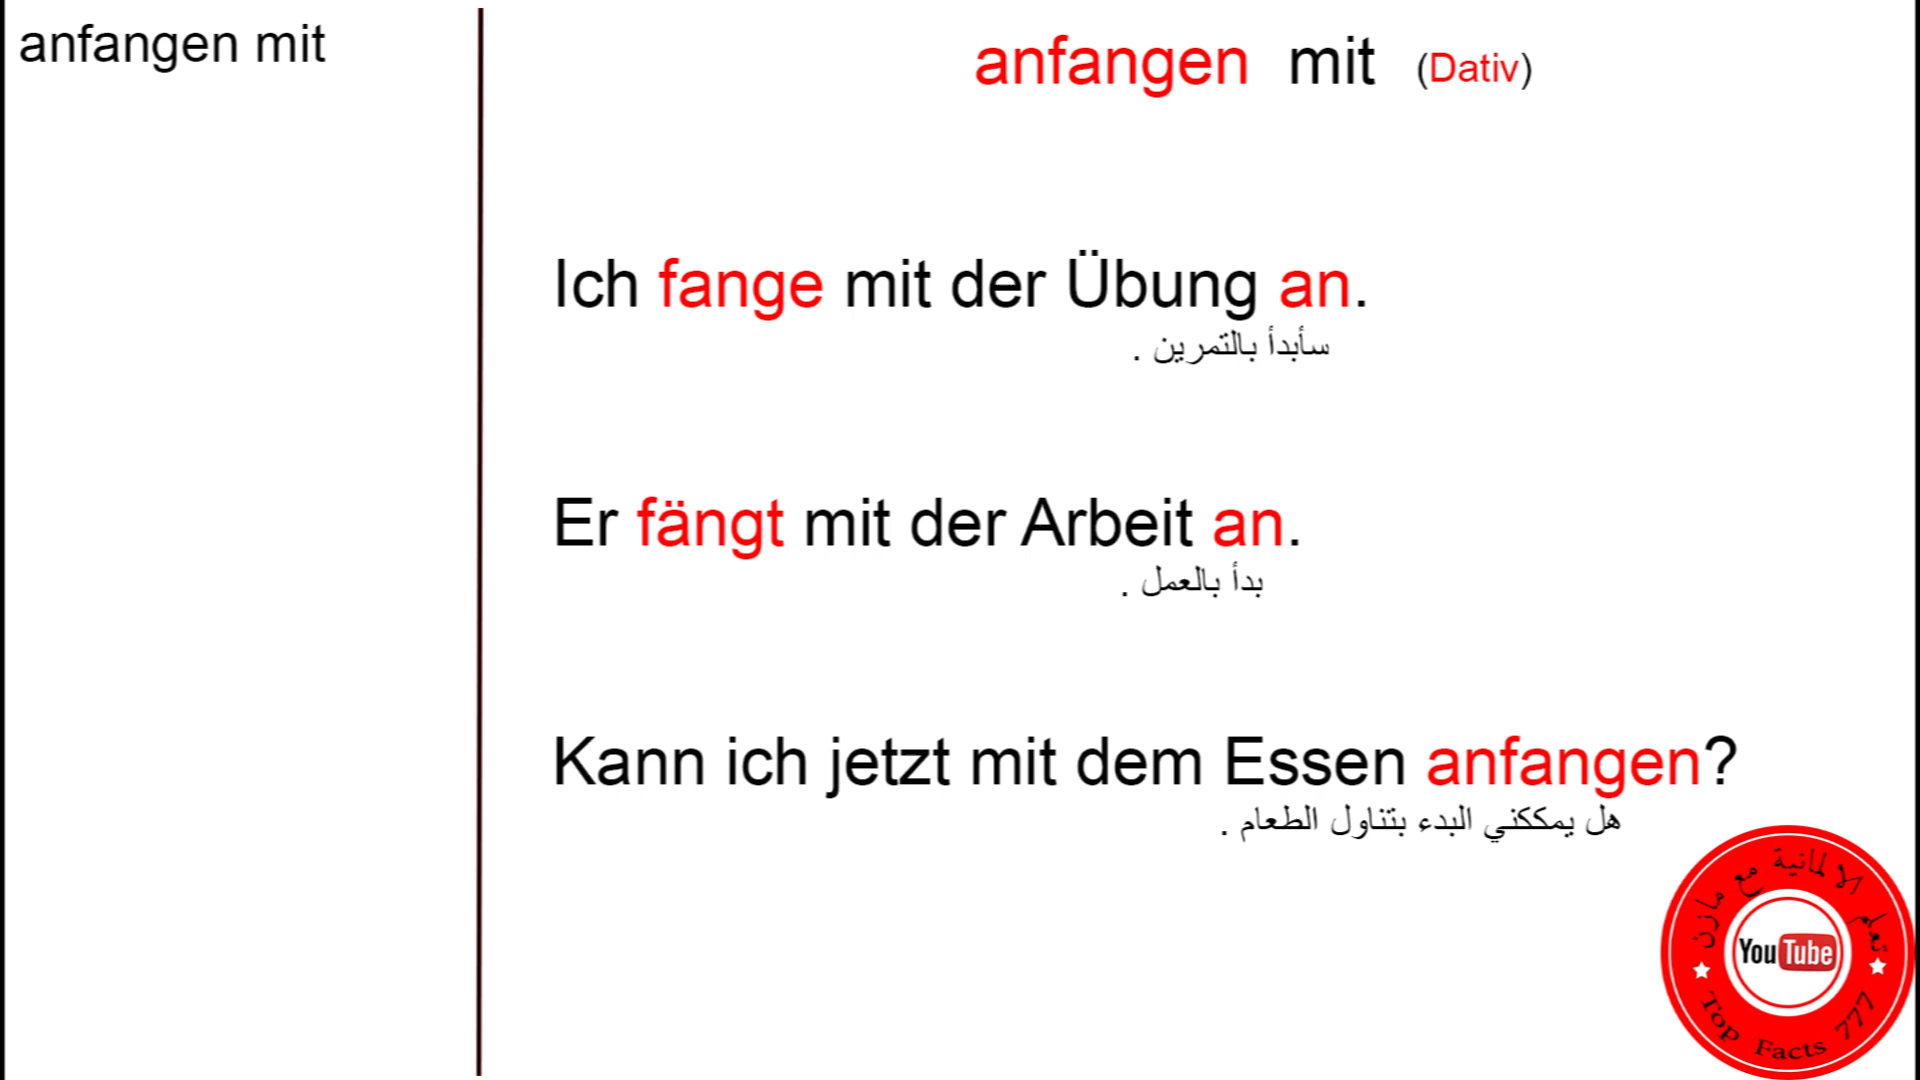 anfangen mit
anfangen mit (Dativ)
Ich fange mit der Übung an.
سأبدأ بالتمرين .
Er fängt mit der Arbeit an.
بدأ بالعمل .
Kann ich jetzt mit dem Essen anfangen?
هل يمككني البدء بتناول الطعام .
تعلم الالمانية مع مازن
YouTube
Top Facts 777